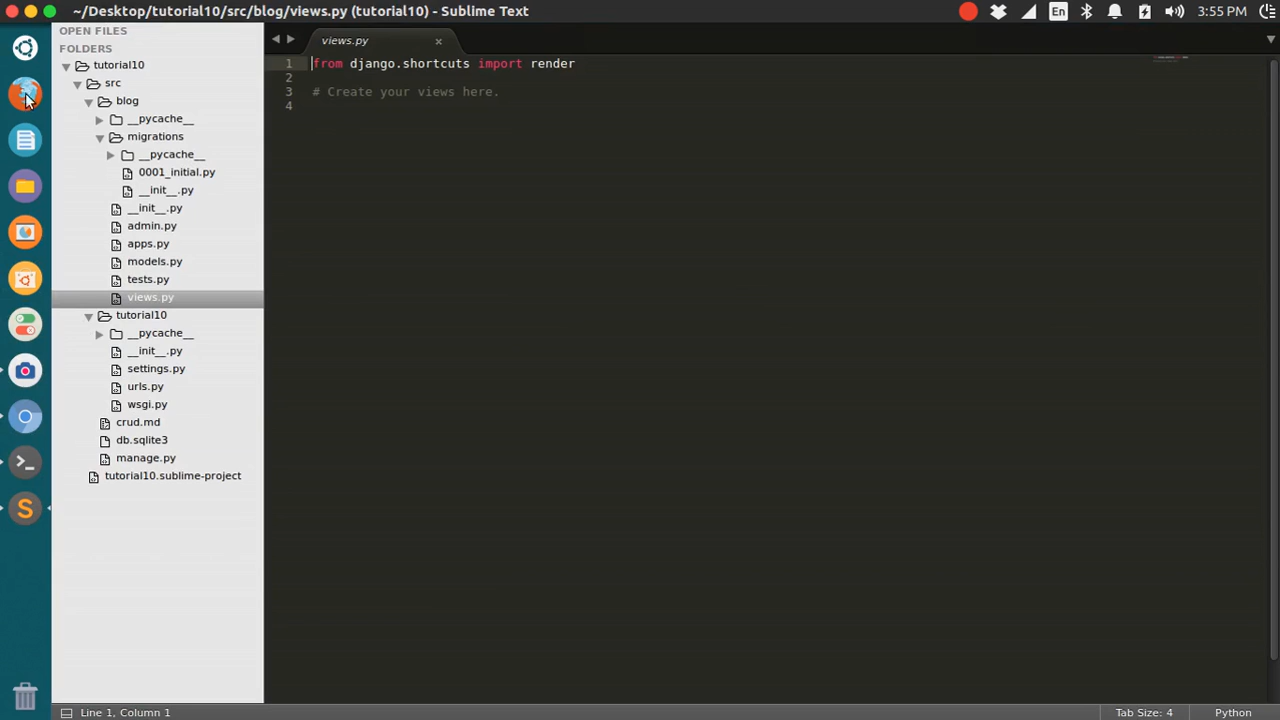 ~/Desktop/tutorial10/src/blog/views.py (tutorial10) - Sublime Text
En
3:55 PM
OPEN FILES
FOLDERS
tutorial10
src
blog
__pycache__
migrations
__pycache__
0001_initial.py
__init__.py
__init__.py
admin.py
apps.py
models.py
tests.py
views.py
tutorial10
__pycache__
__init__.py
settings.py
urls.py
wsgi.py
crud.md
db.sqlite3
manage.py
tutorial10.sublime-project
views.py
1 from django.shortcuts import render
2
3 # Create your views here.
4
Line 1, Column 1
Tab Size: 4
Python